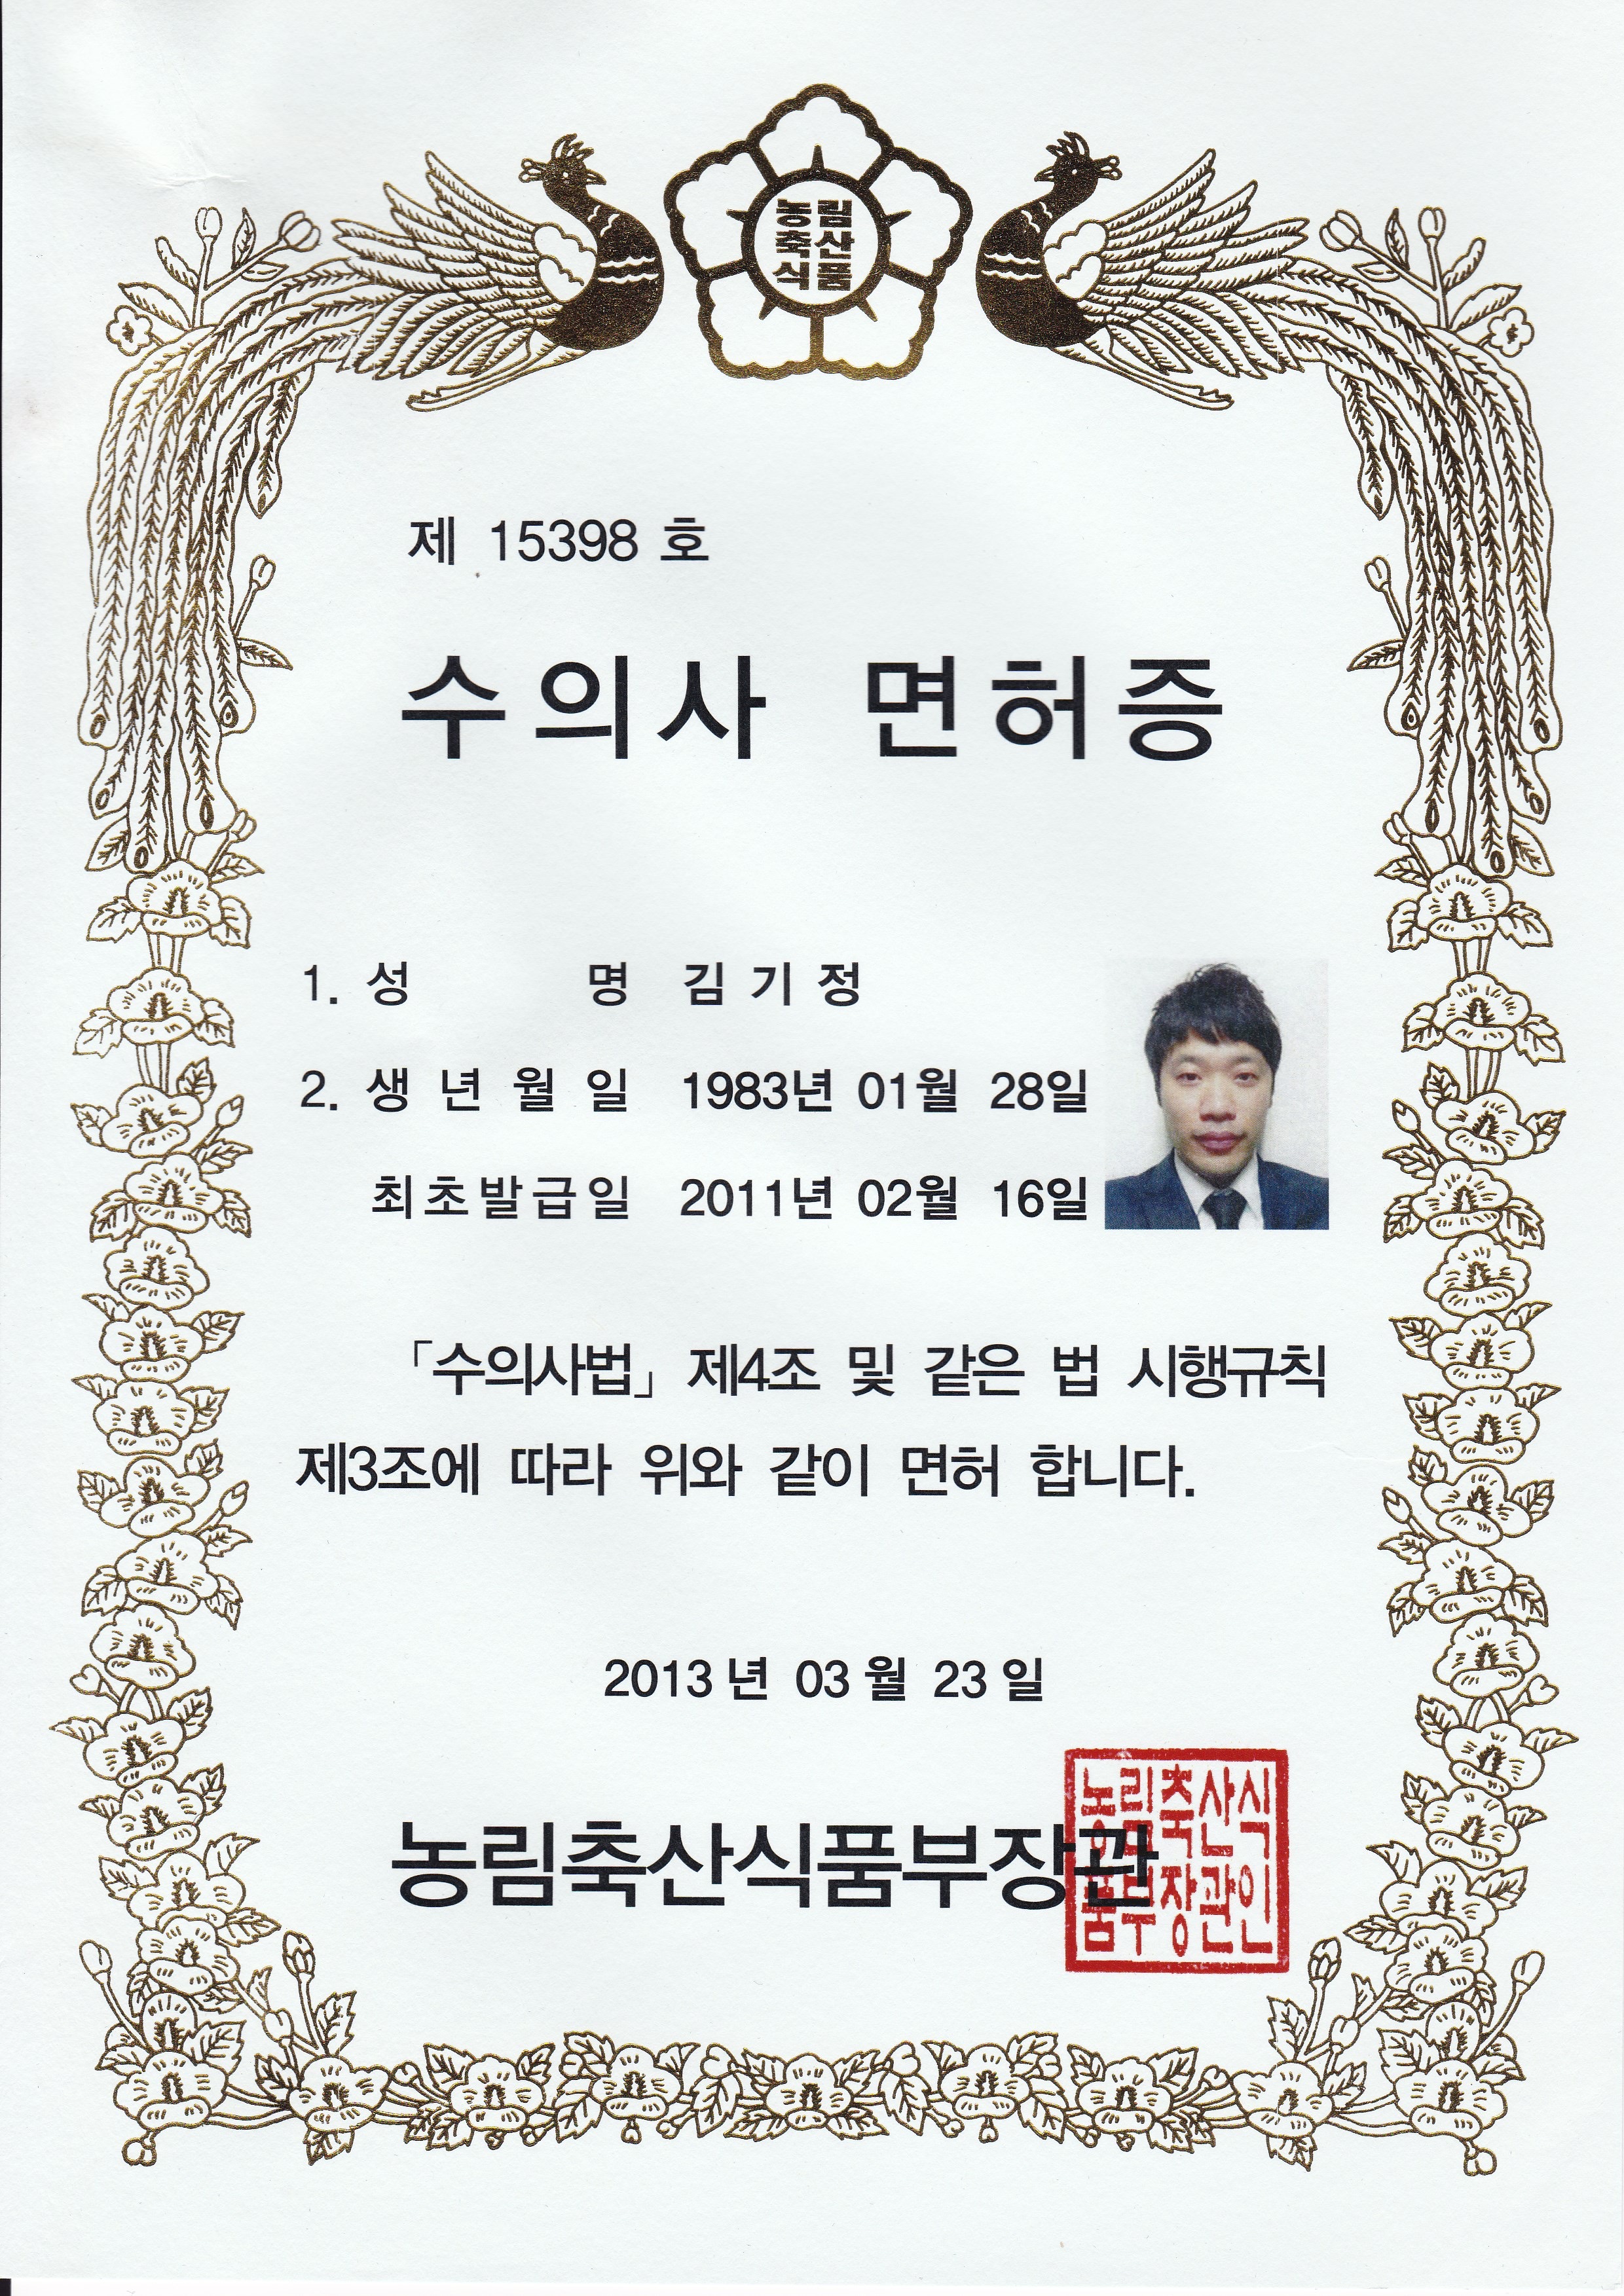 농림
축산
식품
제 15398 호
수의사 면허증
1. 성 명 김 기 정
2. 생 년 월 일 1983년 01월 28일
최초발급일 2011년 02월 16일
「수의사법」 제4조 및 같은 법 시행규칙
제3조에 따라 위와 같이 면허 합니다.
2013 년 03 월 23 일
농림축산식품부장관
농림축산식
품부장관인